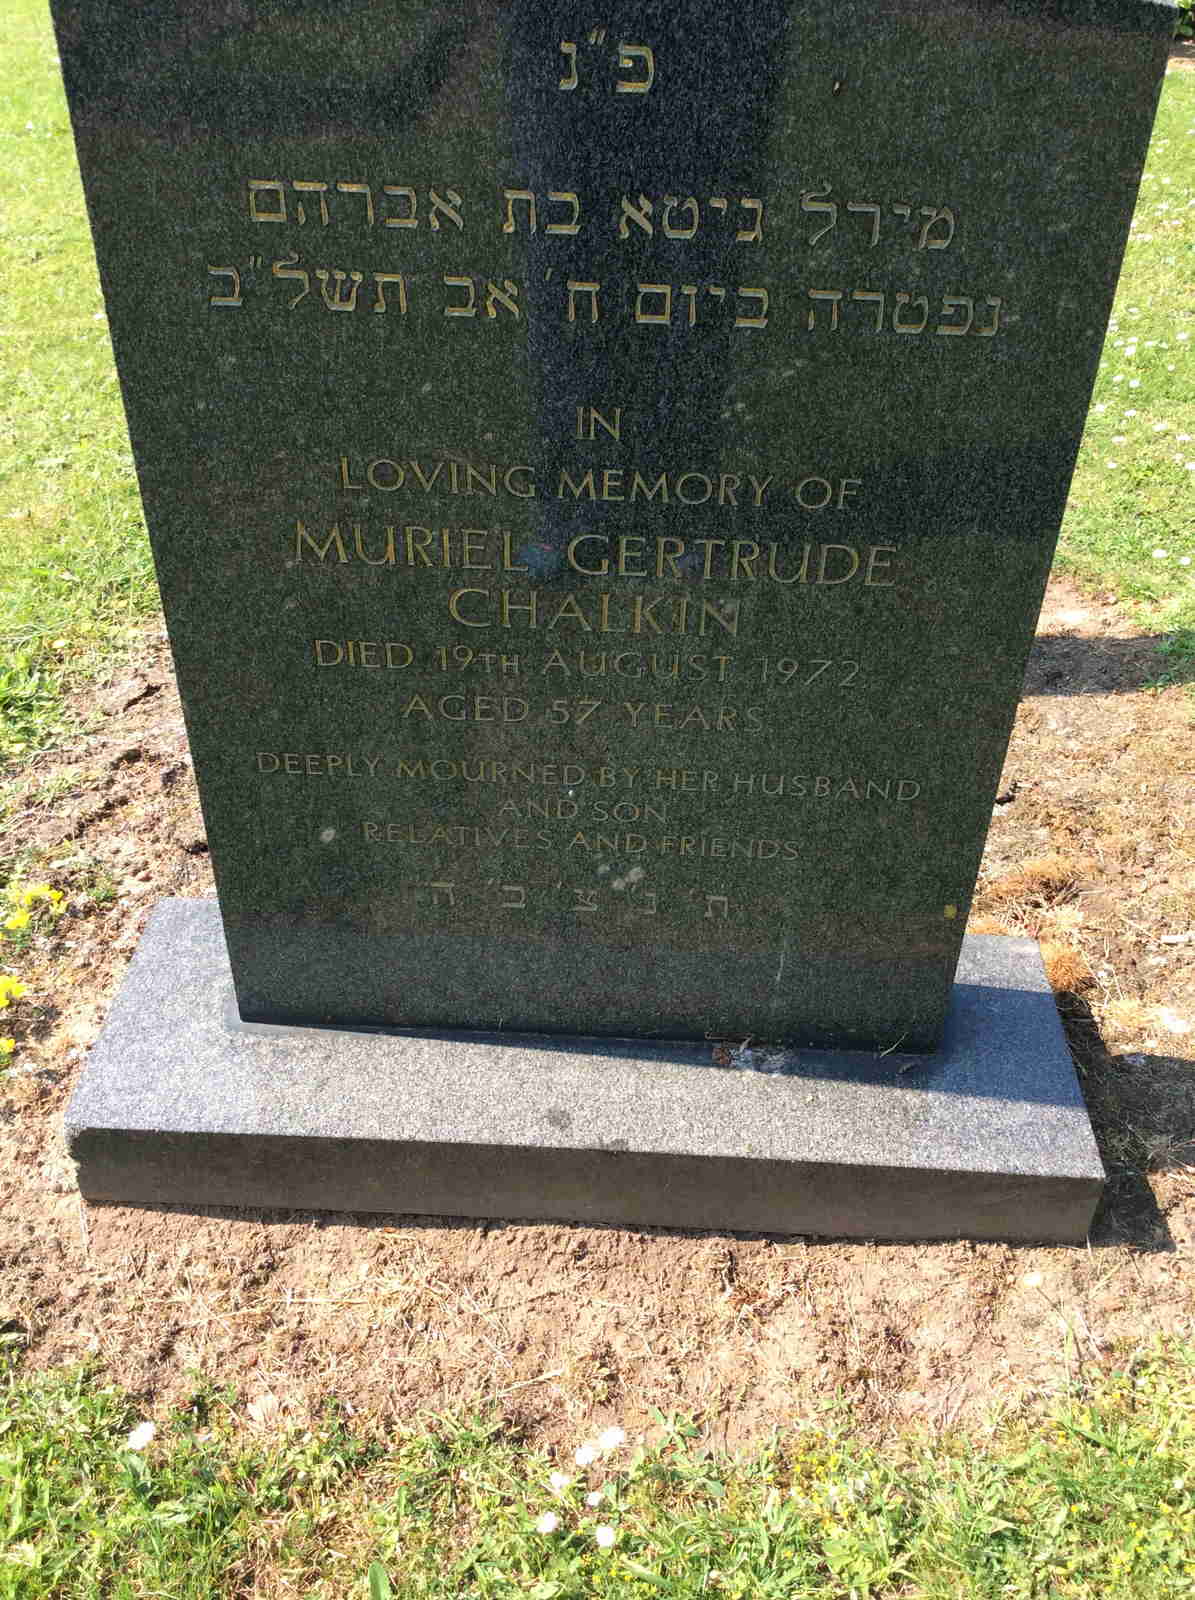 פ"נ
מירל גיטא בת אברהם
נפטרה ביום ח' אב תשל"ב
IN
LOVING MEMORY OF
MURIEL GERTRUDE
CHALKIN
DIED 19TH AUGUST 1972
AGED 57 YEARS
DEEPLY MOURNED BY HER HUSBAND
AND SON
RELATIVES AND FRIENDS
ת' נ' צ' ב' ה'